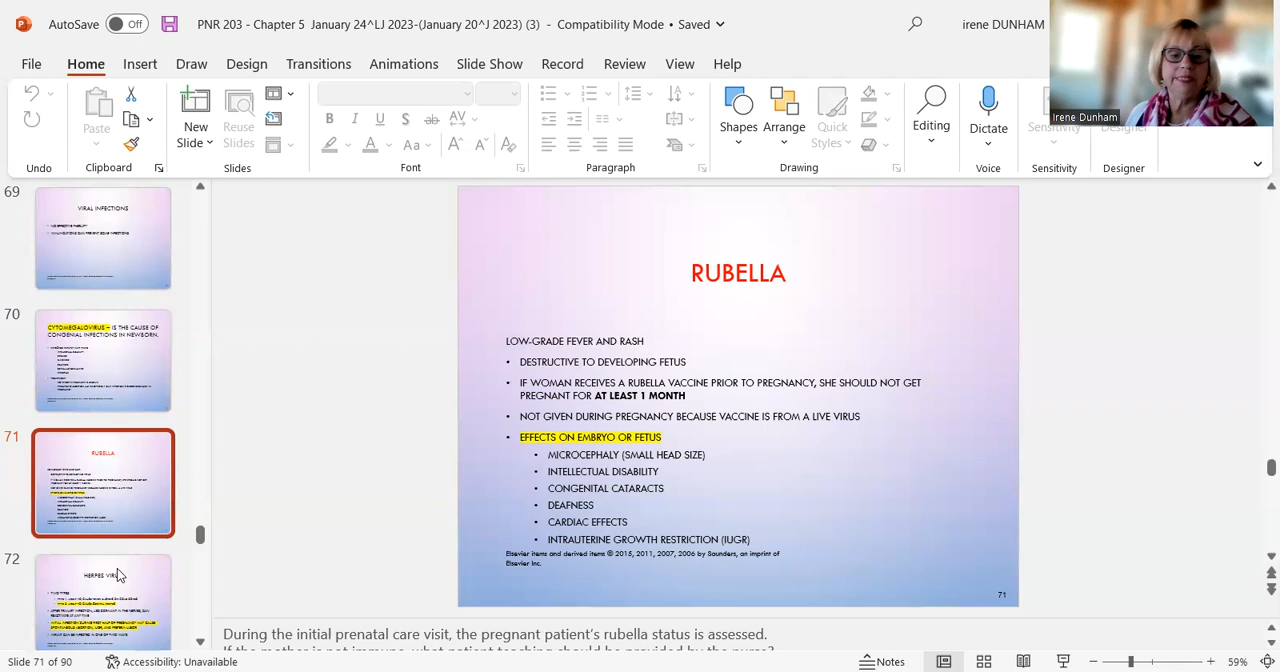 AutoSave Off PNR 203 - Chapter 5 January 24^LJ 2023-(January 20^J 2023) (3) - Compatibility Mode • Saved irene DUNHAM
File Home Insert Draw Design Transitions Animations Slide Show Record Review View Help
Paste New Slide Reuse Slides B I U S ab AV Aa A A A A Shapes Arrange Quick Styles Editing Dictate Sensitivity Irene Dunham
Undo Clipboard Slides Font Paragraph Drawing Voice Sensitivity Designer
69
VIRAL INFECTIONS
70
CYTOMEGALOVIRUS – IS THE CAUSE OF
CONGENIAL INFECTIONS IN NEWBORN.
71
RUBELLA
72
HERPES
TWO TYPES
RUBELLA
LOW-GRADE FEVER AND RASH
• DESTRUCTIVE TO DEVELOPING FETUS
• IF WOMAN RECEIVES A RUBELLA VACCINE PRIOR TO PREGNANCY, SHE SHOULD NOT GET
PREGNANT FOR AT LEAST 1 MONTH
• NOT GIVEN DURING PREGNANCY BECAUSE VACCINE IS FROM A LIVE VIRUS
• EFFECTS ON EMBRYO OR FETUS
• MICROCEPHALY (SMALL HEAD SIZE)
• INTELLECTUAL DISABILITY
• CONGENITAL CATARACTS
• DEAFNESS
• CARDIAC EFFECTS
• INTRAUTERINE GROWTH RESTRICTION (IUGR)
Elsevier items and derived items © 2015, 2011, 2007, 2006 by Saunders, an imprint of
Elsevier Inc.
71
During the initial prenatal care visit, the pregnant patient's rubella status is assessed.
If the mother is not immune, what patient teaching should be provided by the nurse?
Slide 71 of 90 Accessibility: Unavailable Notes 59%